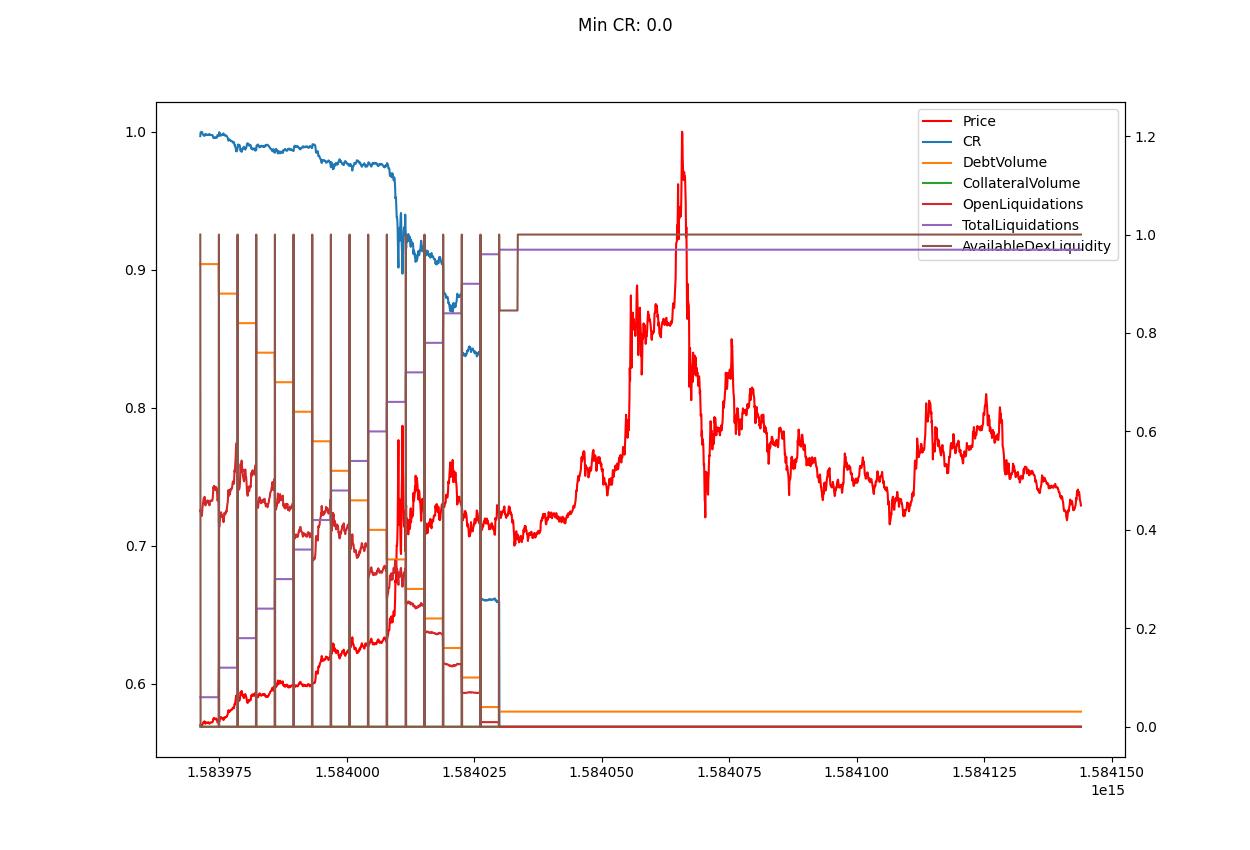 Min CR: 0.0
Price
CR
DebtVolume
CollateralVolume
OpenLiquidations
TotalLiquidations
AvailableDexLiquidity
1.0
0.9
0.8
0.7
0.6
1.2
1.0
0.8
0.6
0.4
0.2
0.0
1.583975 1.584000 1.584025 1.584050 1.584075 1.584100 1.584125 1.584150
1e15